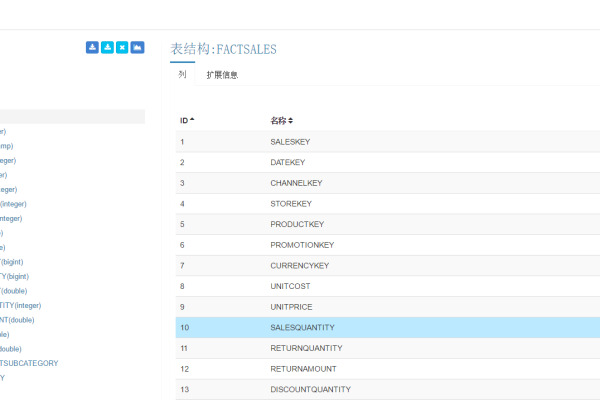 表结构:FACTSALES
列 扩展信息
ID 名称
1 SALESKEY
2 DATEKEY
3 CHANNELKEY
4 STOREKEY
5 PRODUCTKEY
6 PROMOTIONKEY
7 CURRENCYKEY
8 UNITCOST
9 UNITPRICE
10 SALESQUANTITY
11 RETURNQUANTITY
12 RETURNAMOUNT
13 DISCOUNTQUANTITY
er)
mp)
eger)
er)
teger)
(integer)
nteger)
)
e)
(bigint)
TY(bigint)
(double)
TITY(integer)
NT(double)
ble)
double)
TSUBCATEGORY
Y